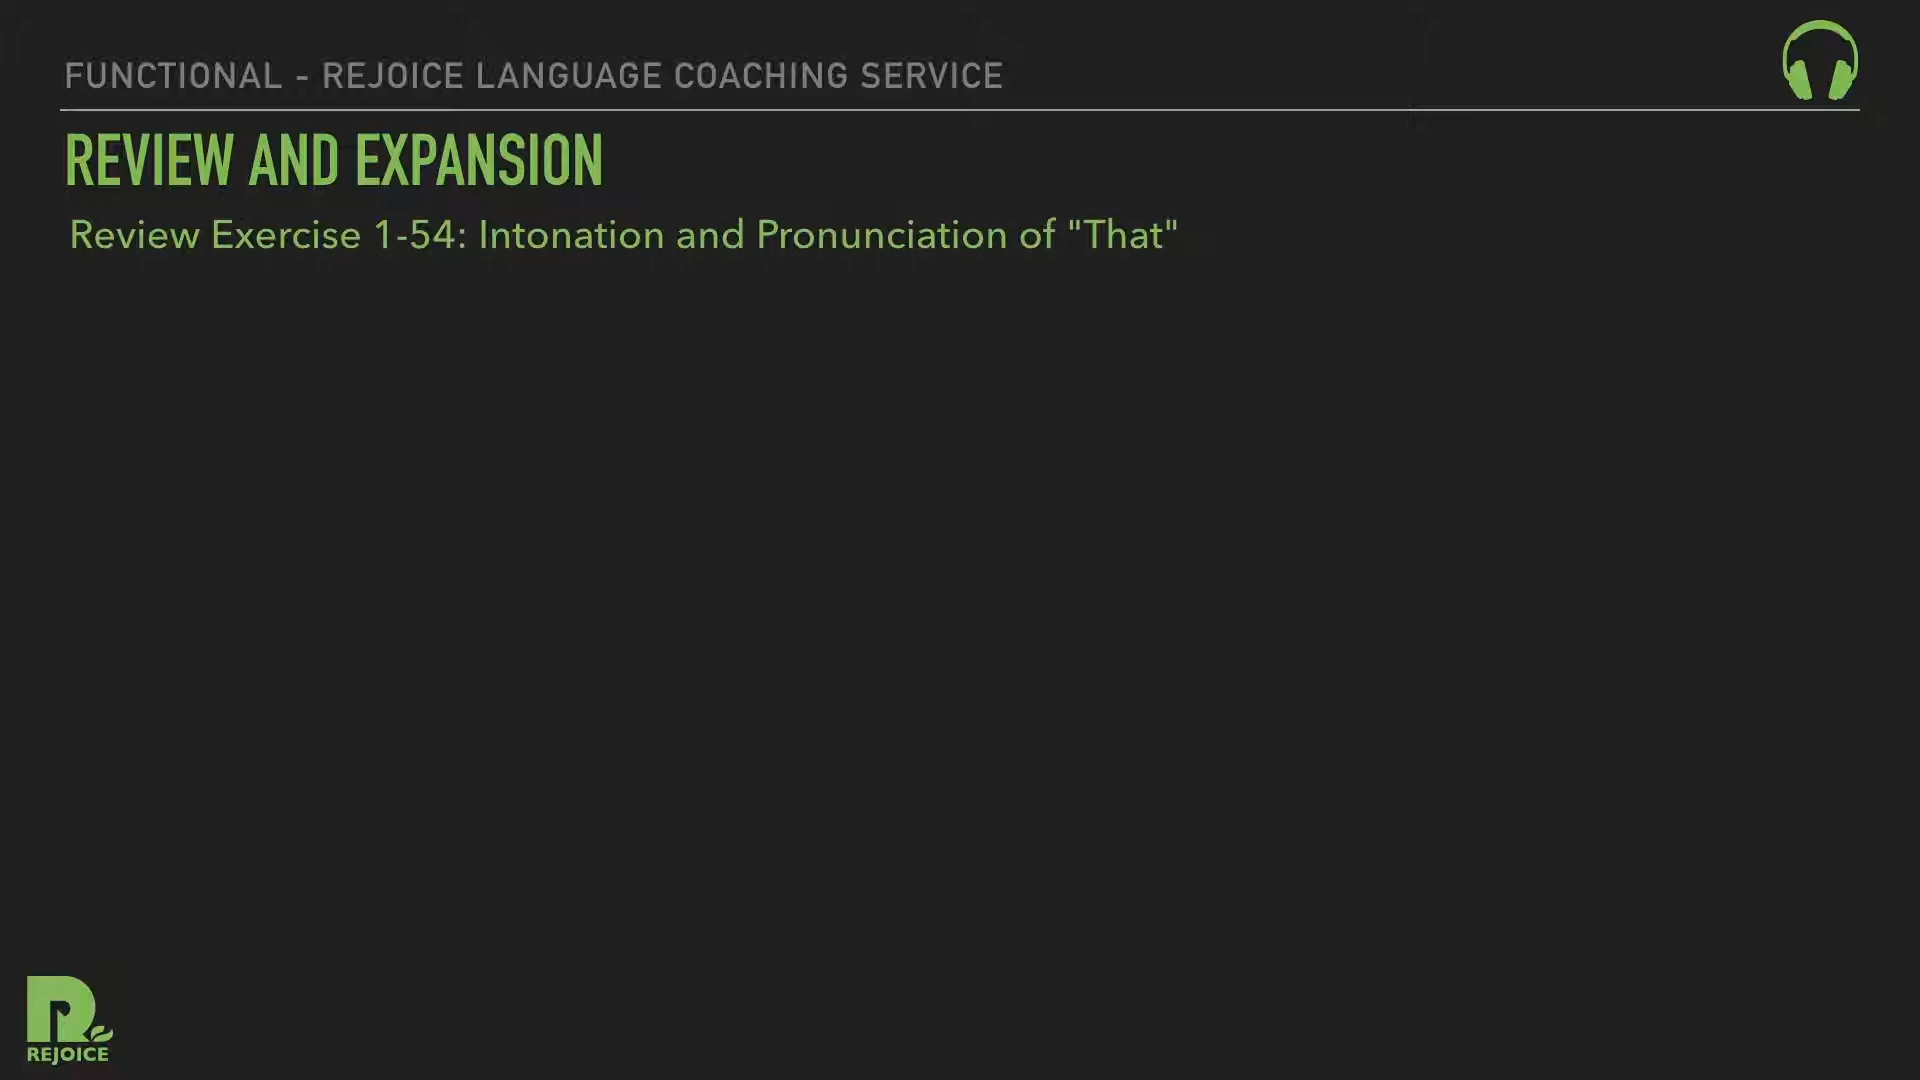 FUNCTIONAL - REJOICE LANGUAGE COACHING SERVICE
REVIEW AND EXPANSION
Review Exercise 1-54: Intonation and Pronunciation of "That"
REJOICE